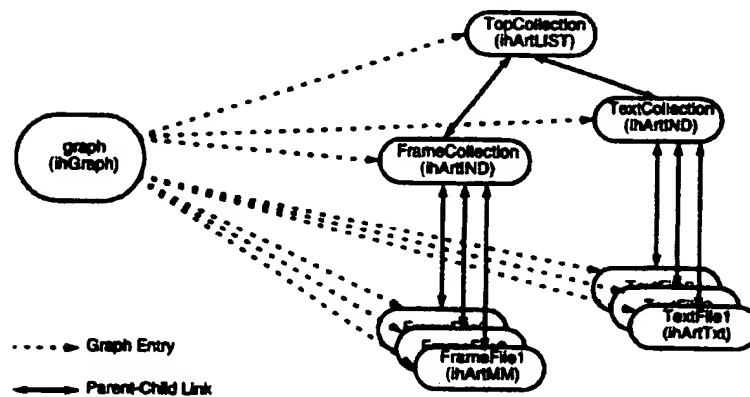 TopCollection
(ihArtLIST)
TextCollection
(ihArtIND)
graph
(ihGraph)
FrameCollection
(ihArtIND)
TextFile1
(ihArtTxt)
FrameFile1
(ihArtMM)
Graph Entry
Parent-Child Link